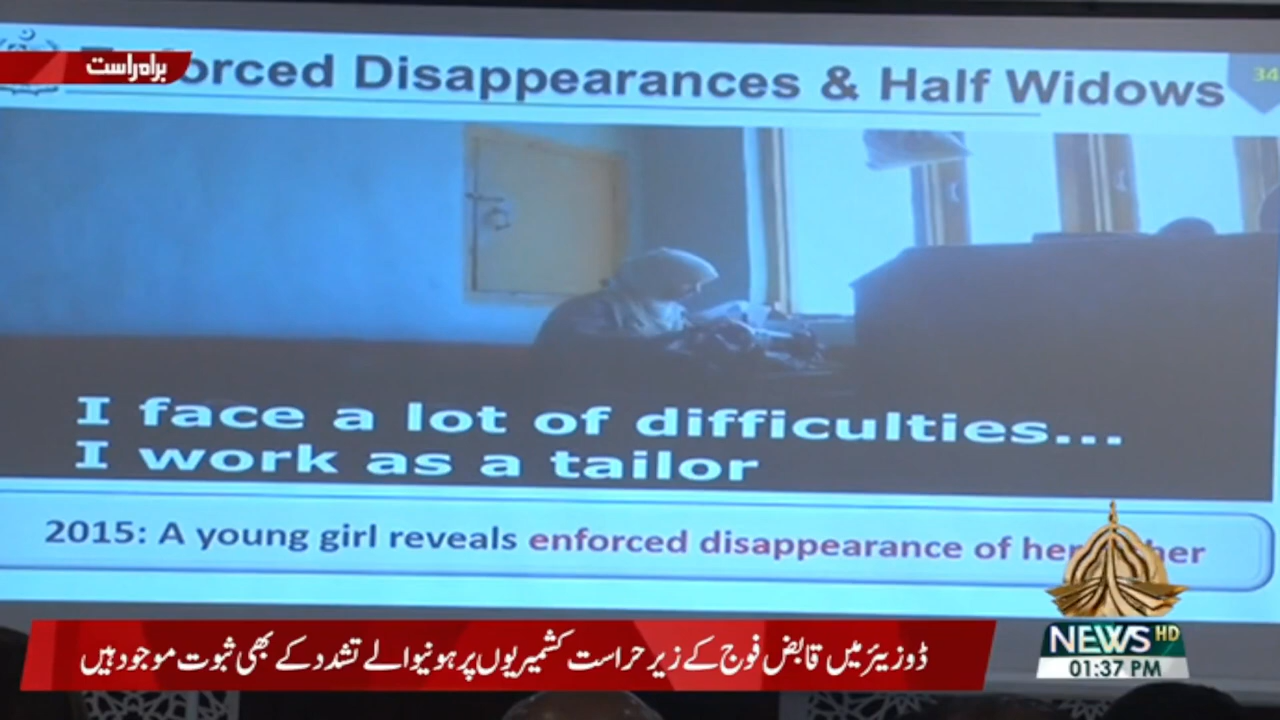 براہ راست
orced Disappearances & Half Widows
34
I face a lot of difficulties...
I work as a tailor
2015: A young girl reveals enforced disappearance of her her
ڈوزیئر میں قابض فوج کے زیر حراست کشمیریوں پر ہونیوالے تشدد کے بھی ثبوت موجود ہیں
NEWS HD
01:37 PM